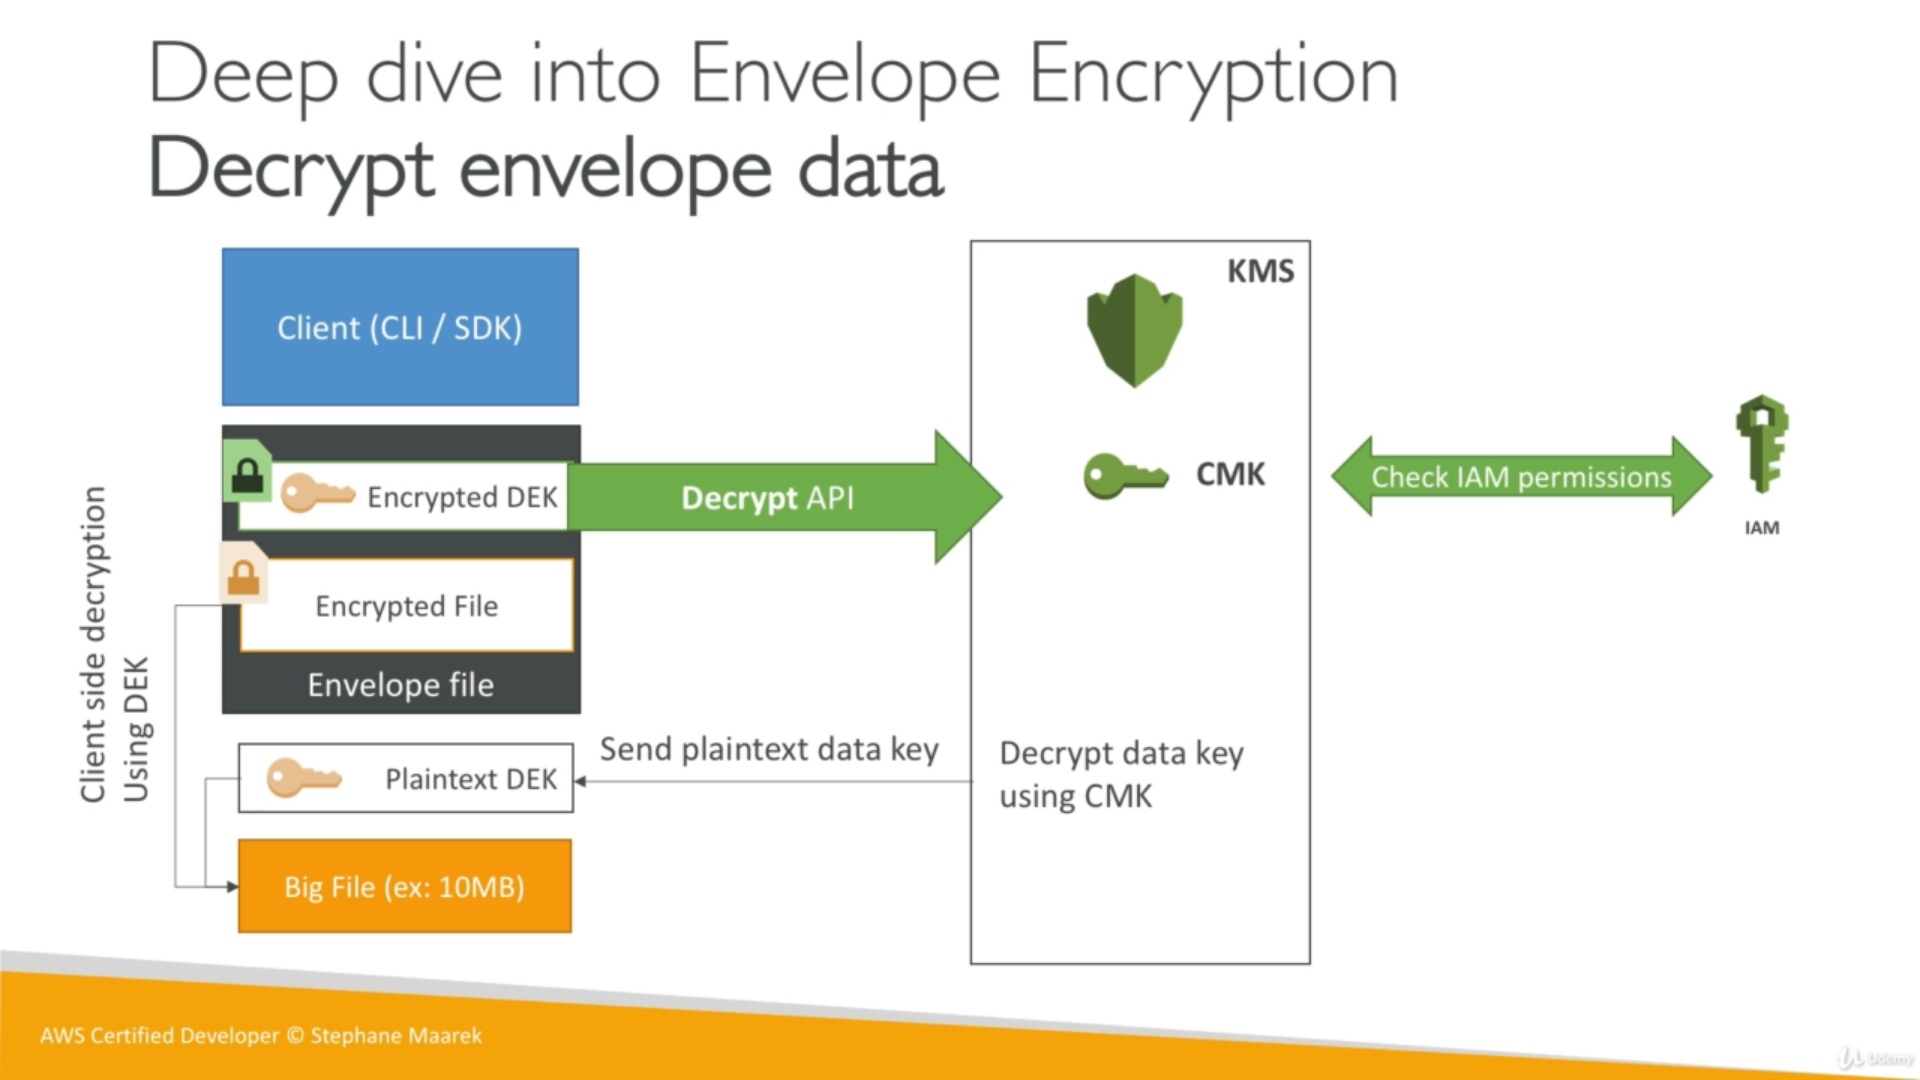 Deep dive into Envelope Encryption
Decrypt envelope data
Client (CLI / SDK)
KMS
Encrypted DEK
Decrypt API
CMK
Check IAM permissions
IAM
Encrypted File
Envelope file
Client side decryption
Using DEK
Send plaintext data key
Plaintext DEK
Decrypt data key
using CMK
Big File (ex: 10MB)
AWS Certified Developer © Stephane Maarek
Udemy